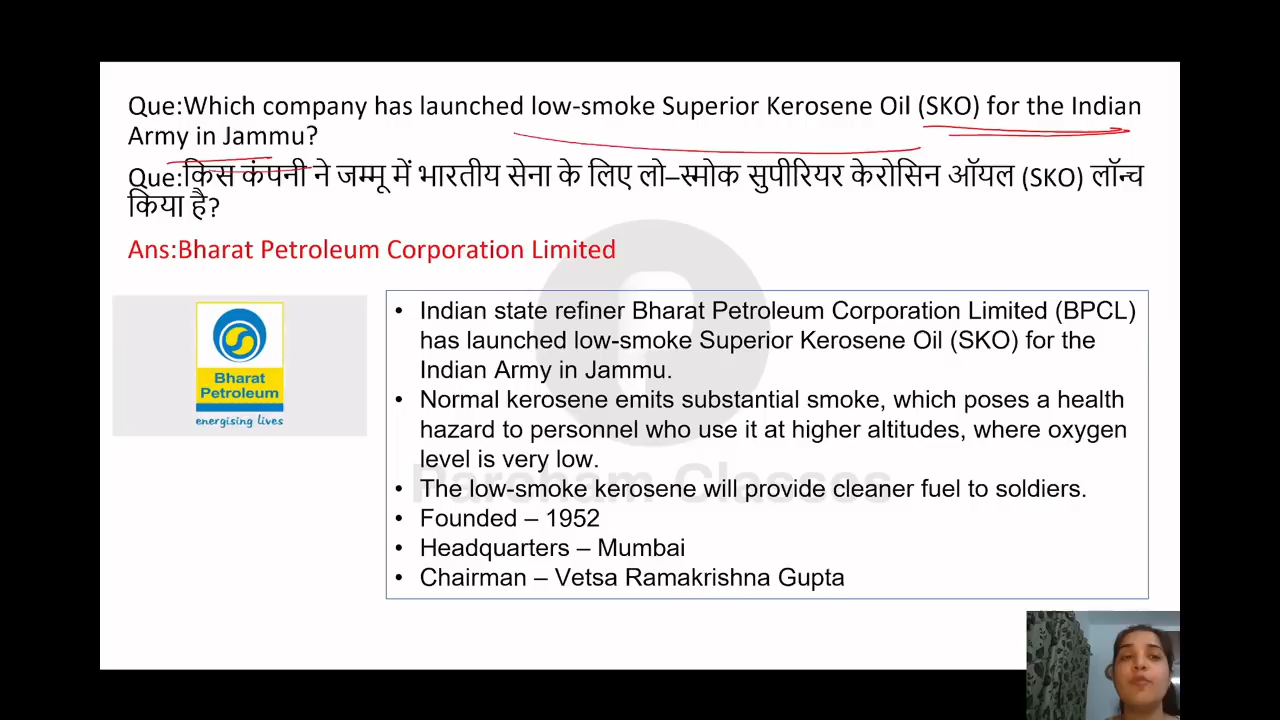 Que:Which company has launched low-smoke Superior Kerosene Oil (SKO) for the Indian
Army in Jammu?
Que:किस कंपनी ने जम्मू में भारतीय सेना के लिए लो–स्मोक सुपीरियर केरोसिन ऑयल (SKO) लॉन्च
किया है?
Ans:Bharat Petroleum Corporation Limited
Bharat
Petroleum
energising lives
• Indian state refiner Bharat Petroleum Corporation Limited (BPCL)
has launched low-smoke Superior Kerosene Oil (SKO) for the
Indian Army in Jammu.
• Normal kerosene emits substantial smoke, which poses a health
hazard to personnel who use it at higher altitudes, where oxygen
level is very low.
Parcham Classes
• The low-smoke kerosene will provide cleaner fuel to soldiers.
• Founded – 1952
• Headquarters – Mumbai
• Chairman – Vetsa Ramakrishna Gupta